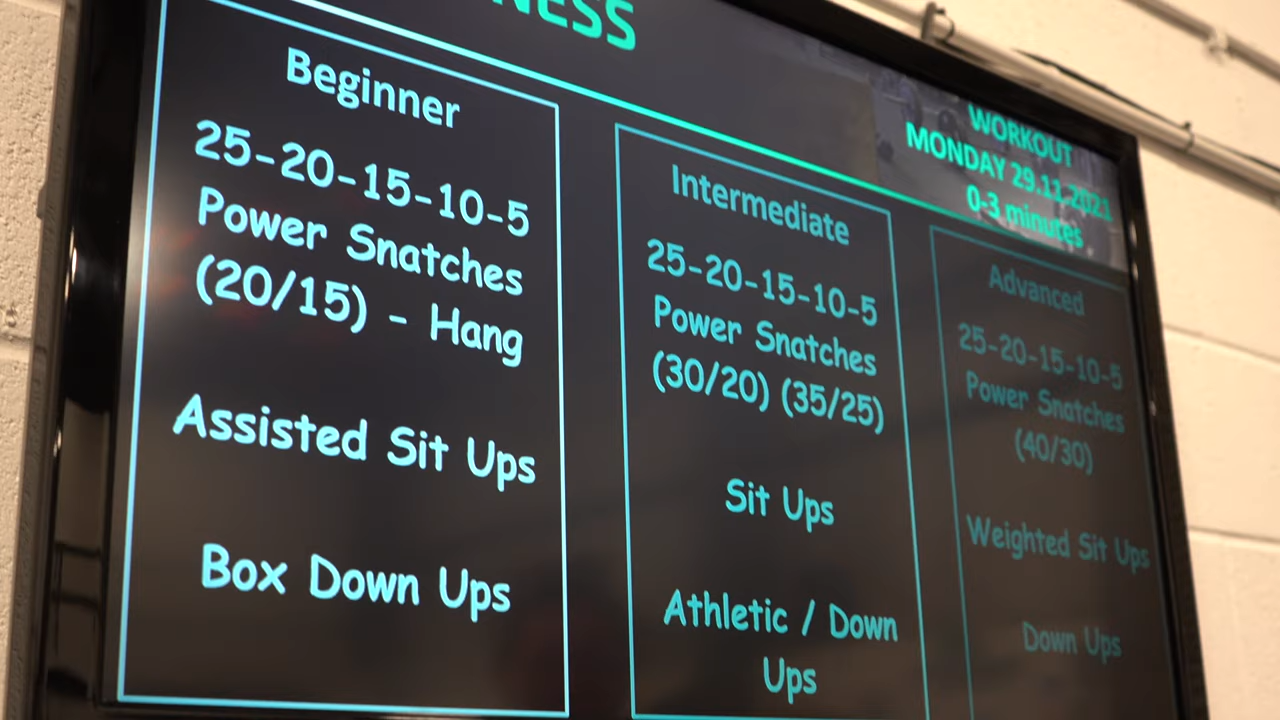 NESS
WORKOUT
MONDAY 29.11.2021
0-3 minutes
Beginner
25-20-15-10-5
Power Snatches
(20/15) - Hang
Assisted Sit Ups
Box Down Ups
Intermediate
25-20-15-10-5
Power Snatches
(30/20) (35/25)
Sit Ups
Athletic / Down
Ups
Advanced
25-20-15-10-5
Power Snatches
(40/30)
Weighted Sit Ups
Down Ups